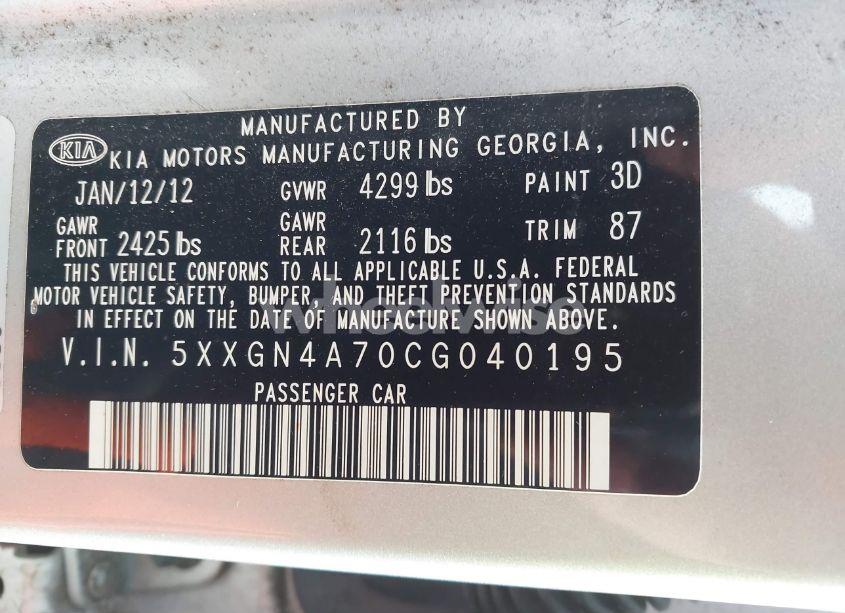 MANUFACTURED BY
KIA KIA MOTORS MANUFACTURING GEORGIA, INC.
JAN/12/12 GVWR 4299 lbs PAINT 3D
GAWR FRONT 2425 lbs GAWR REAR 2116 lbs TRIM 87
THIS VEHICLE CONFORMS TO ALL APPLICABLE U.S.A. FEDERAL
MOTOR VEHICLE SAFETY, BUMPER, AND THEFT PREVENTION STANDARDS
IN EFFECT ON THE DATE OF MANUFACTURE SHOWN ABOVE.
V.I.N. 5XXGN4A70CG040195
PASSENGER CAR